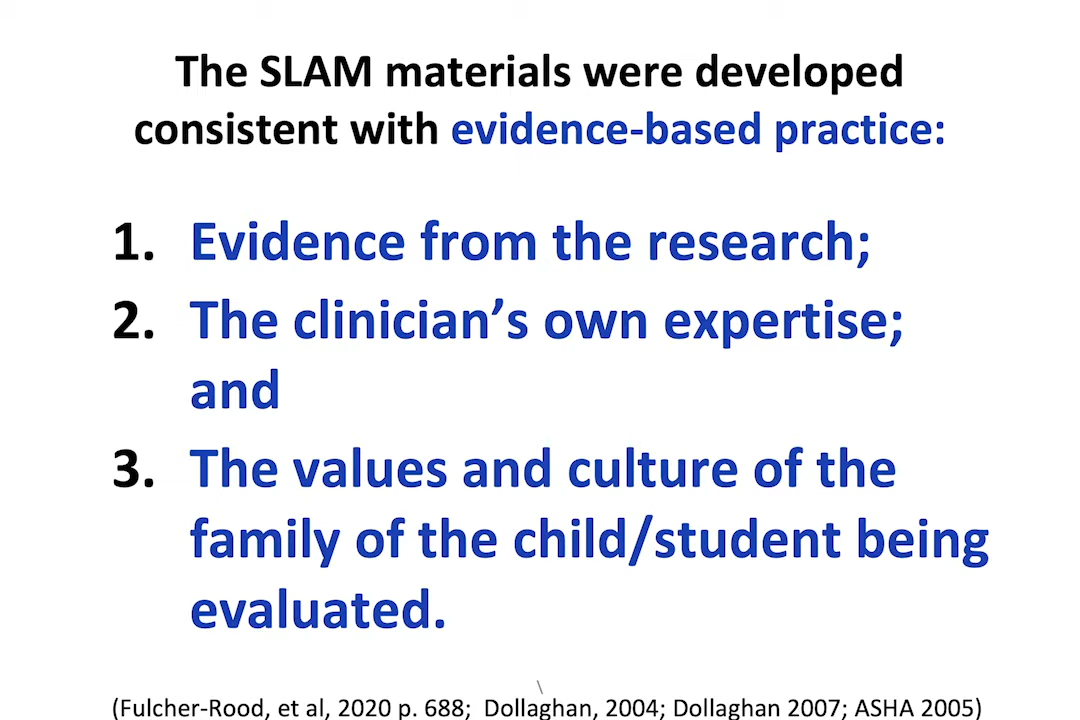 The SLAM materials were developed
consistent with evidence-based practice:
1. Evidence from the research;
2. The clinician’s own expertise;
and
3. The values and culture of the
family of the child/student being
evaluated.
\
(Fulcher-Rood, et al, 2020 p. 688;  Dollaghan, 2004; Dollaghan 2007; ASHA 2005)